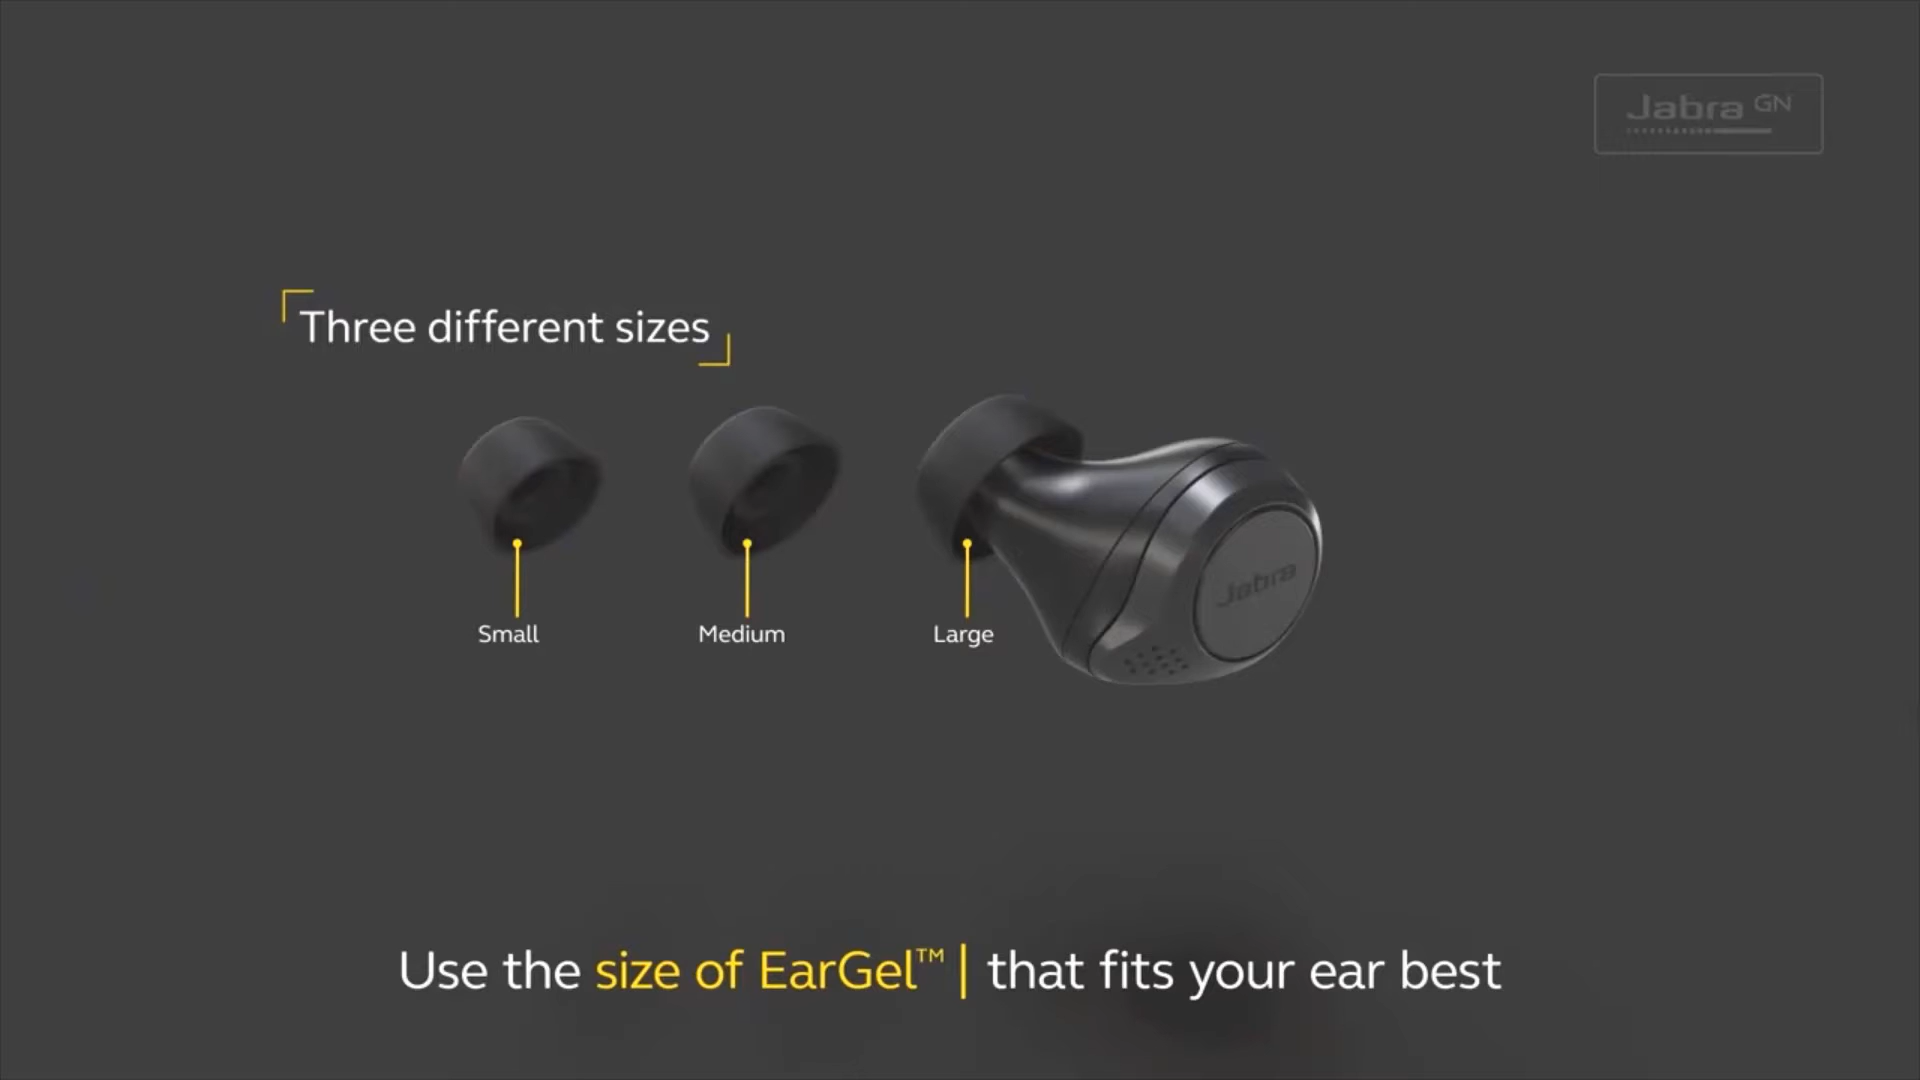 Jabra GN
Three different sizes
Jabra
Small
Medium
Large
Use the size of EarGel™ | that fits your ear best